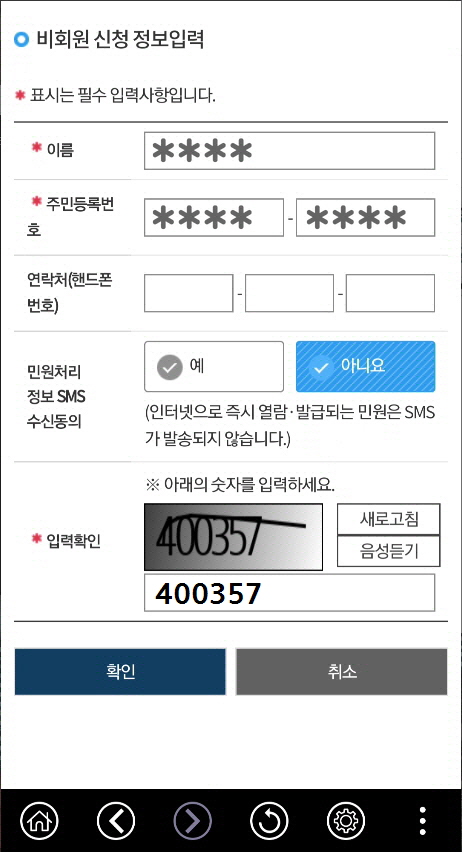 비회원 신청 정보입력
* 표시는 필수 입력사항입니다.
* 이름
****
* 주민등록번
호
**** - ****
연락처(핸드폰
번호)
- -
민원처리
정보 SMS
수신동의
예
아니요
(인터넷으로 즉시 열람·발급되는 민원은 SMS
가 발송되지 않습니다.)
※ 아래의 숫자를 입력하세요.
* 입력확인
400357
새로고침
음성듣기
400357
확인
취소